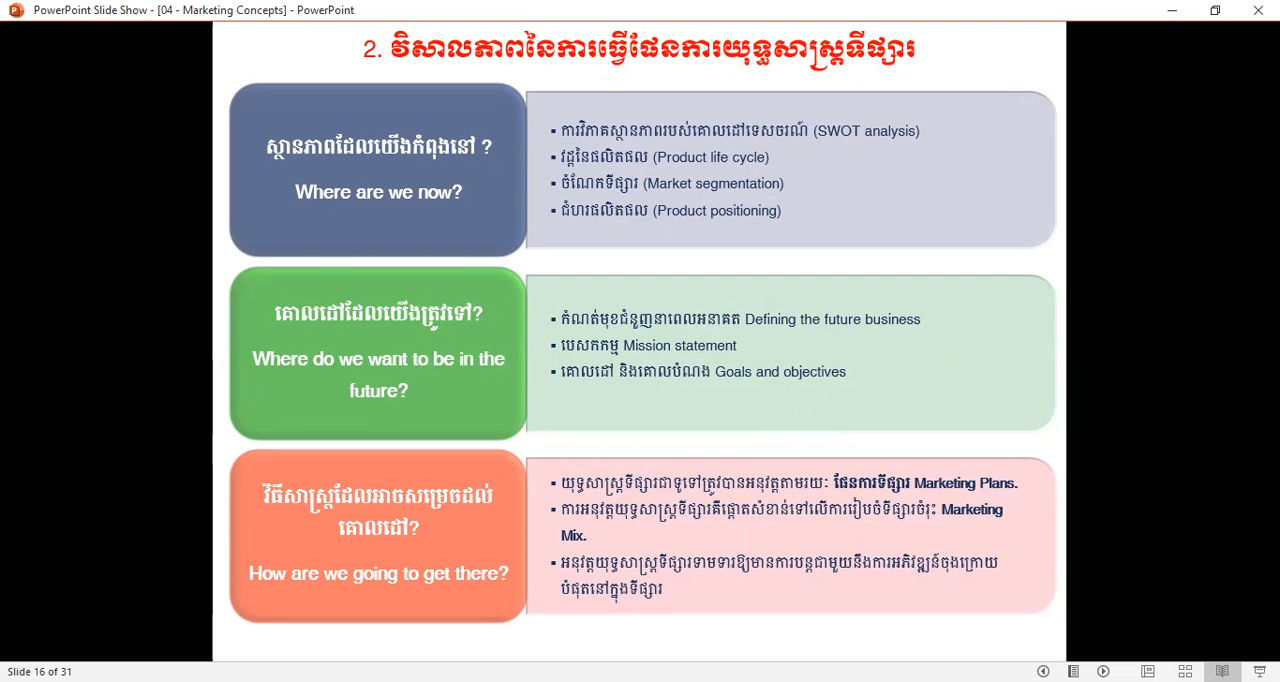 PowerPoint Slide Show - [04 - Marketing Concepts] - PowerPoint
2. វិសាលភាពនៃការធ្វើផែនការយុទ្ធសាស្ត្រទីផ្សារ
ស្ថានភាពដែលយើងកំពុងនៅ ?
Where are we now?
▪ ការវិភាគស្ថានភាពរបស់គោលដៅទេសចរណ៍ (SWOT analysis)
▪ វដ្តនៃផលិតផល (Product life cycle)
▪ ចំណែកទីផ្សារ (Market segmentation)
▪ ជំហរផលិតផល (Product positioning)
គោលដៅដែលយើងត្រូវទៅ?
Where do we want to be in the
future?
▪ កំណត់មុខជំនួញនាពេលអនាគត Defining the future business
▪ បេសកកម្ម Mission statement
▪ គោលដៅ និងគោលបំណង Goals and objectives
វិធីសាស្ត្រដែលអាចសម្រេចដល់
គោលដៅ?
How are we going to get there?
▪ យុទ្ធសាស្ត្រទីផ្សារជាទូទៅត្រូវបានអនុវត្តតាមរយៈ ផែនការទីផ្សារ Marketing Plans.
▪ ការអនុវត្តយុទ្ធសាស្ត្រទីផ្សារគឺផ្តោតសំខាន់ទៅលើការរៀបចំទីផ្សារចំរុះ Marketing
Mix.
▪ អនុវត្តយុទ្ធសាស្ត្រទីផ្សារទាមទារឱ្យមានការបន្តជាមួយនឹងការអភិវឌ្ឍន៍ចុងក្រោយ
បំផុតនៅក្នុងទីផ្សារ
Slide 16 of 31